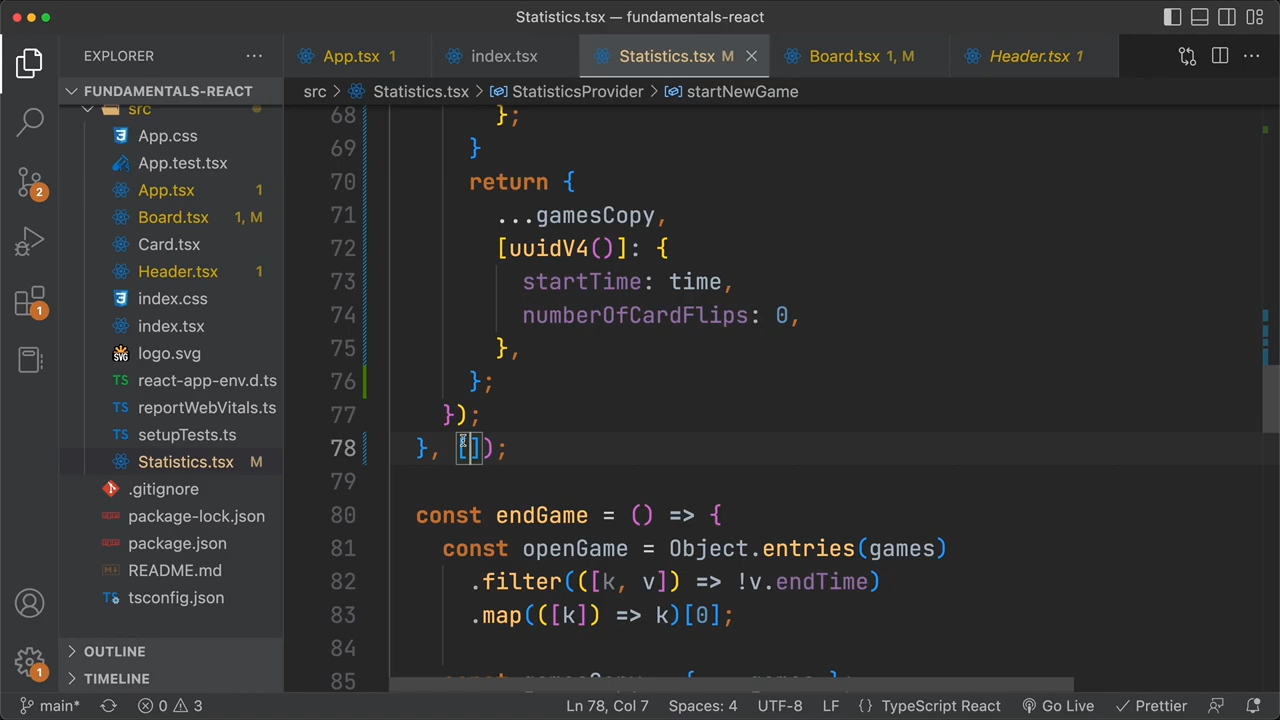 Statistics.tsx — fundamentals-react
EXPLORER
App.tsx 1
index.tsx
Statistics.tsx M
Board.tsx 1, M
Header.tsx 1
FUNDAMENTALS-REACT
src > Statistics.tsx > StatisticsProvider > startNewGame
src
App.css
App.test.tsx
App.tsx 1
Board.tsx 1, M
Card.tsx
Header.tsx 1
index.css
index.tsx
logo.svg
react-app-env.d.ts
reportWebVitals.ts
setupTests.ts
Statistics.tsx M
.gitignore
package-lock.json
package.json
README.md
tsconfig.json
OUTLINE
TIMELINE
68 };
69 }
70 return {
71 ...gamesCopy,
72 [uuidV4()]: {
73 startTime: time,
74 numberOfCardFlips: 0,
75 },
76 };
77 });
78 }, []);
79
80 const endGame = () => {
81 const openGame = Object.entries(games)
82 .filter(([k, v]) => !v.endTime)
83 .map(([k]) => k)[0];
84
85
2
1
1
main* 0 3 Ln 78, Col 7 Spaces: 4 UTF-8 LF {} TypeScript React Go Live Prettier